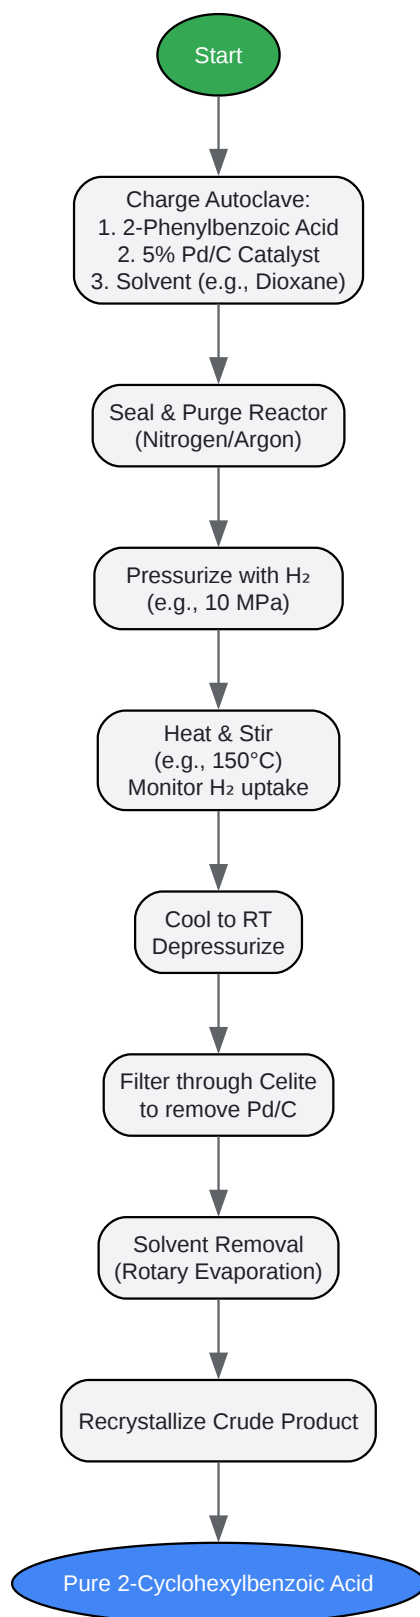 Start
Charge Autoclave:
1. 2-Phenylbenzoic Acid
2. 5% Pd/C Catalyst
3. Solvent (e.g., Dioxane)
Seal & Purge Reactor
(Nitrogen/Argon)
Pressurize with H₂
(e.g., 10 MPa)
Heat & Stir
(e.g., 150°C)
Monitor H₂ uptake
Cool to RT
Depressurize
Filter through Celite
to remove Pd/C
Solvent Removal
(Rotary Evaporation)
Recrystallize Crude Product
Pure 2-Cyclohexylbenzoic Acid